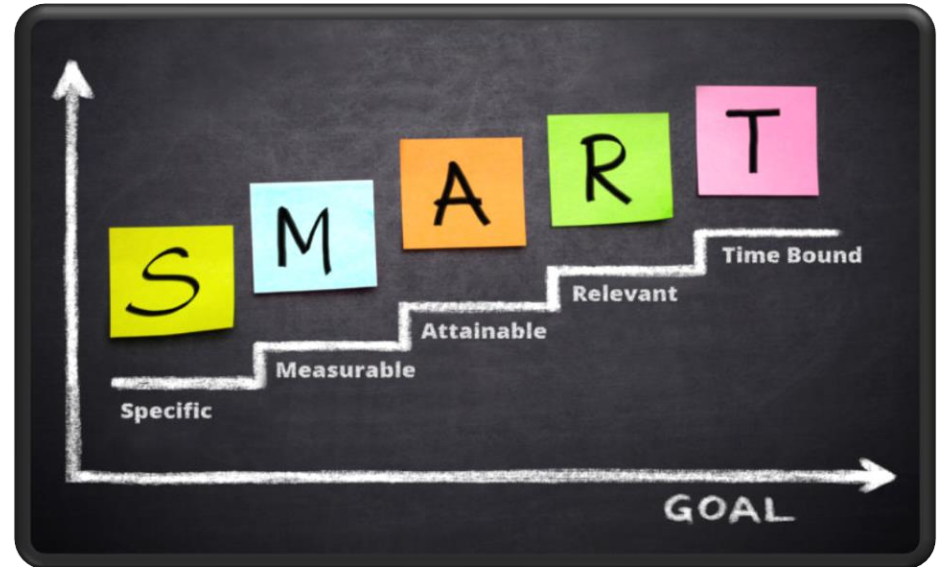 S M A R T
Specific
Measurable
Attainable
Relevant
Time Bound
GOAL